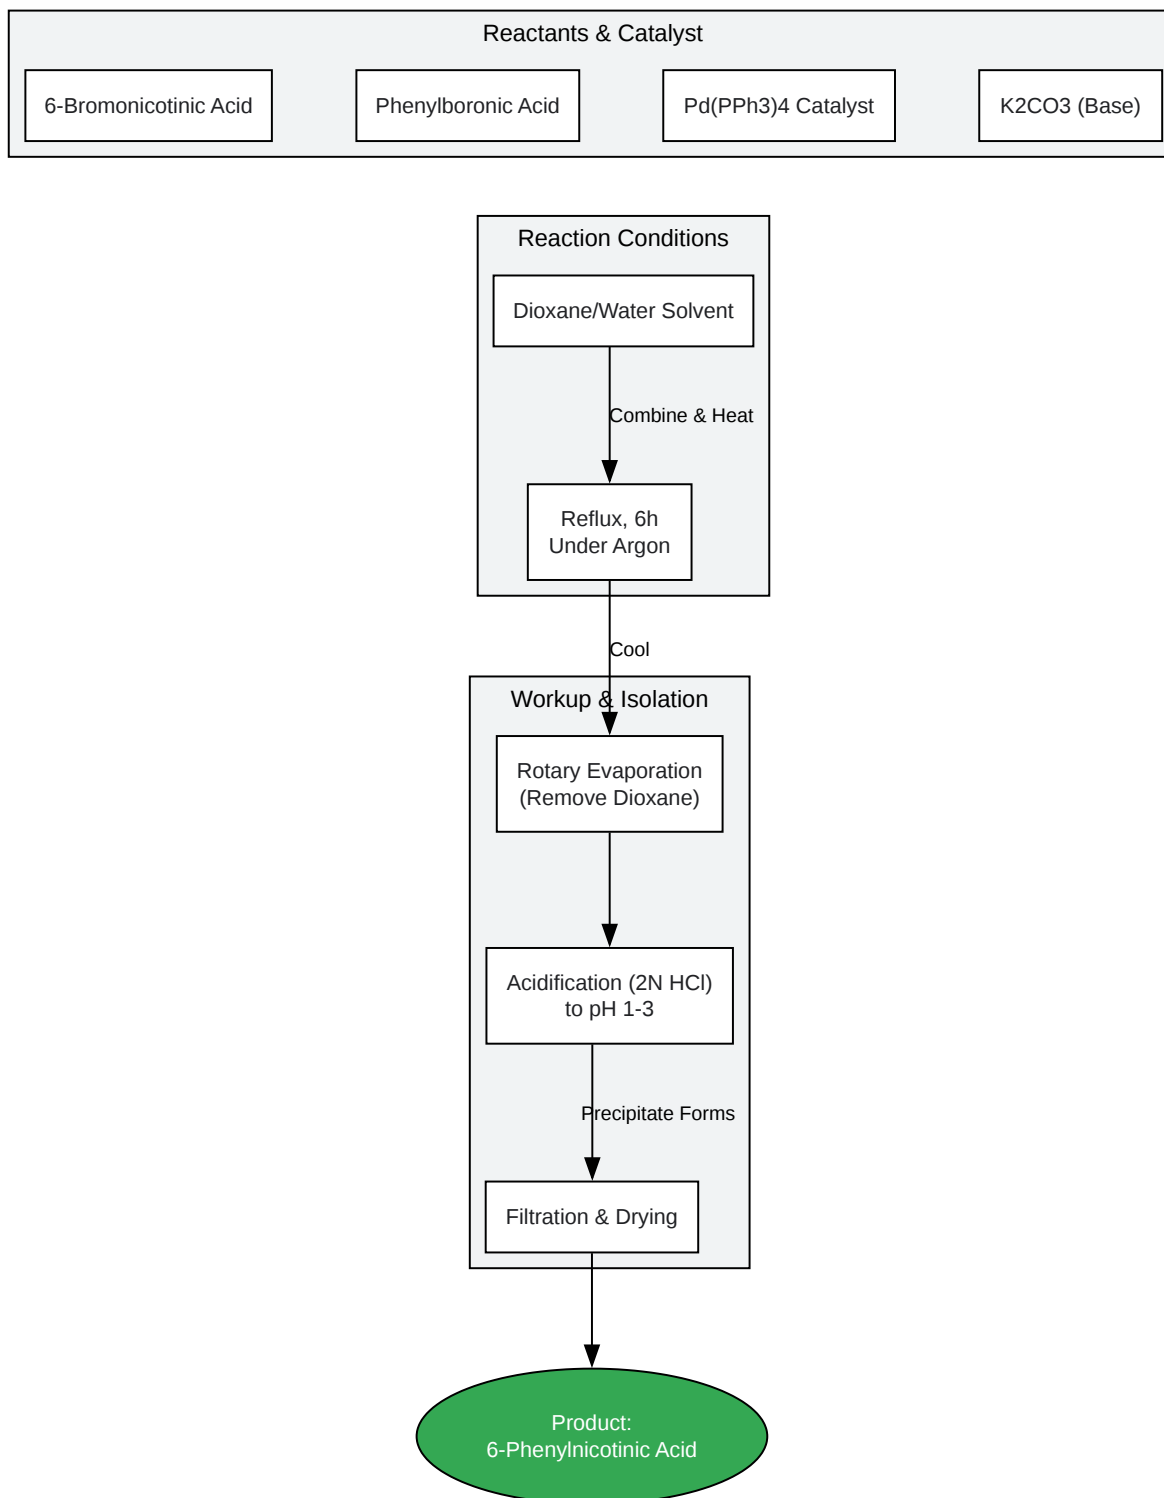 Reactants & Catalyst
6-Bromonicotinic Acid
Phenylboronic Acid
Pd(PPh3)4 Catalyst
K2CO3 (Base)
Reaction Conditions
Dioxane/Water Solvent
Combine & Heat
Reflux, 6h
Under Argon
Cool
Workup & Isolation
Rotary Evaporation
(Remove Dioxane)
Acidification (2N HCl)
to pH 1-3
Precipitate Forms
Filtration & Drying
Product:
6-Phenylnicotinic Acid